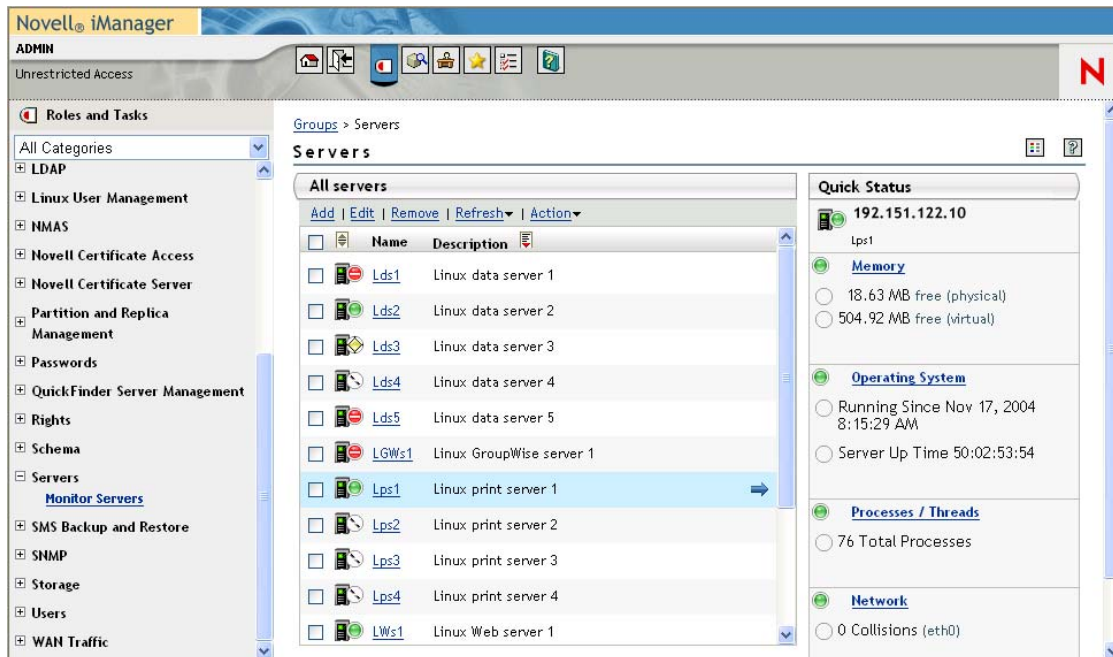 Novell® iManager
ADMIN
Unrestricted Access
N
Roles and Tasks
All Categories
LDAP
Linux User Management
NMAS
Novell Certificate Access
Novell Certificate Server
Partition and Replica
Management
Passwords
QuickFinder Server Management
Rights
Schema
Servers
Monitor Servers
SMS Backup and Restore
SNMP
Storage
Users
WAN Traffic
Groups > Servers
Servers
All servers
Add | Edit | Remove | Refresh | Action
Name Description
Lds1 Linux data server 1
Lds2 Linux data server 2
Lds3 Linux data server 3
Lds4 Linux data server 4
Lds5 Linux data server 5
LGWs1 Linux GroupWise server 1
Lps1 Linux print server 1
Lps2 Linux print server 2
Lps3 Linux print server 3
Lps4 Linux print server 4
LWs1 Linux Web server 1
Quick Status
192.151.122.10
Lps1
Memory
18.63 MB free (physical)
504.92 MB free (virtual)
Operating System
Running Since Nov 17, 2004
8:15:29 AM
Server Up Time 50:02:53:54
Processes / Threads
76 Total Processes
Network
0 Collisions (eth0)